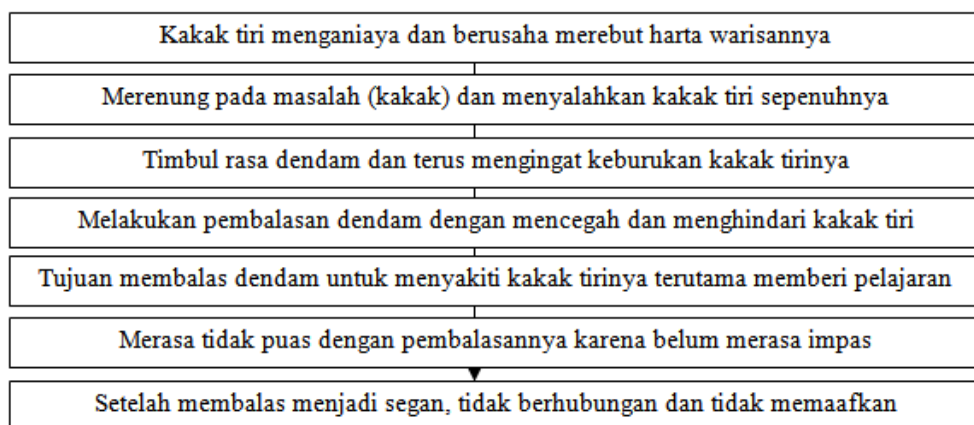 Kakak tiri menganiaya dan berusaha merebut harta warisannya
Merenung pada masalah (kakak) dan menyalahkan kakak tiri sepenuhnya
Timbul rasa dendam dan terus mengingat keburukan kakak tirinya
Melakukan pembalasan dendam dengan mencegah dan menghindari kakak tiri
Tujuan membalas dendam untuk menyakiti kakak tirinya terutama memberi pelajaran
Merasa tidak puas dengan pembalasannya karena belum merasa impas
Setelah membalas menjadi segan, tidak berhubungan dan tidak memaafkan